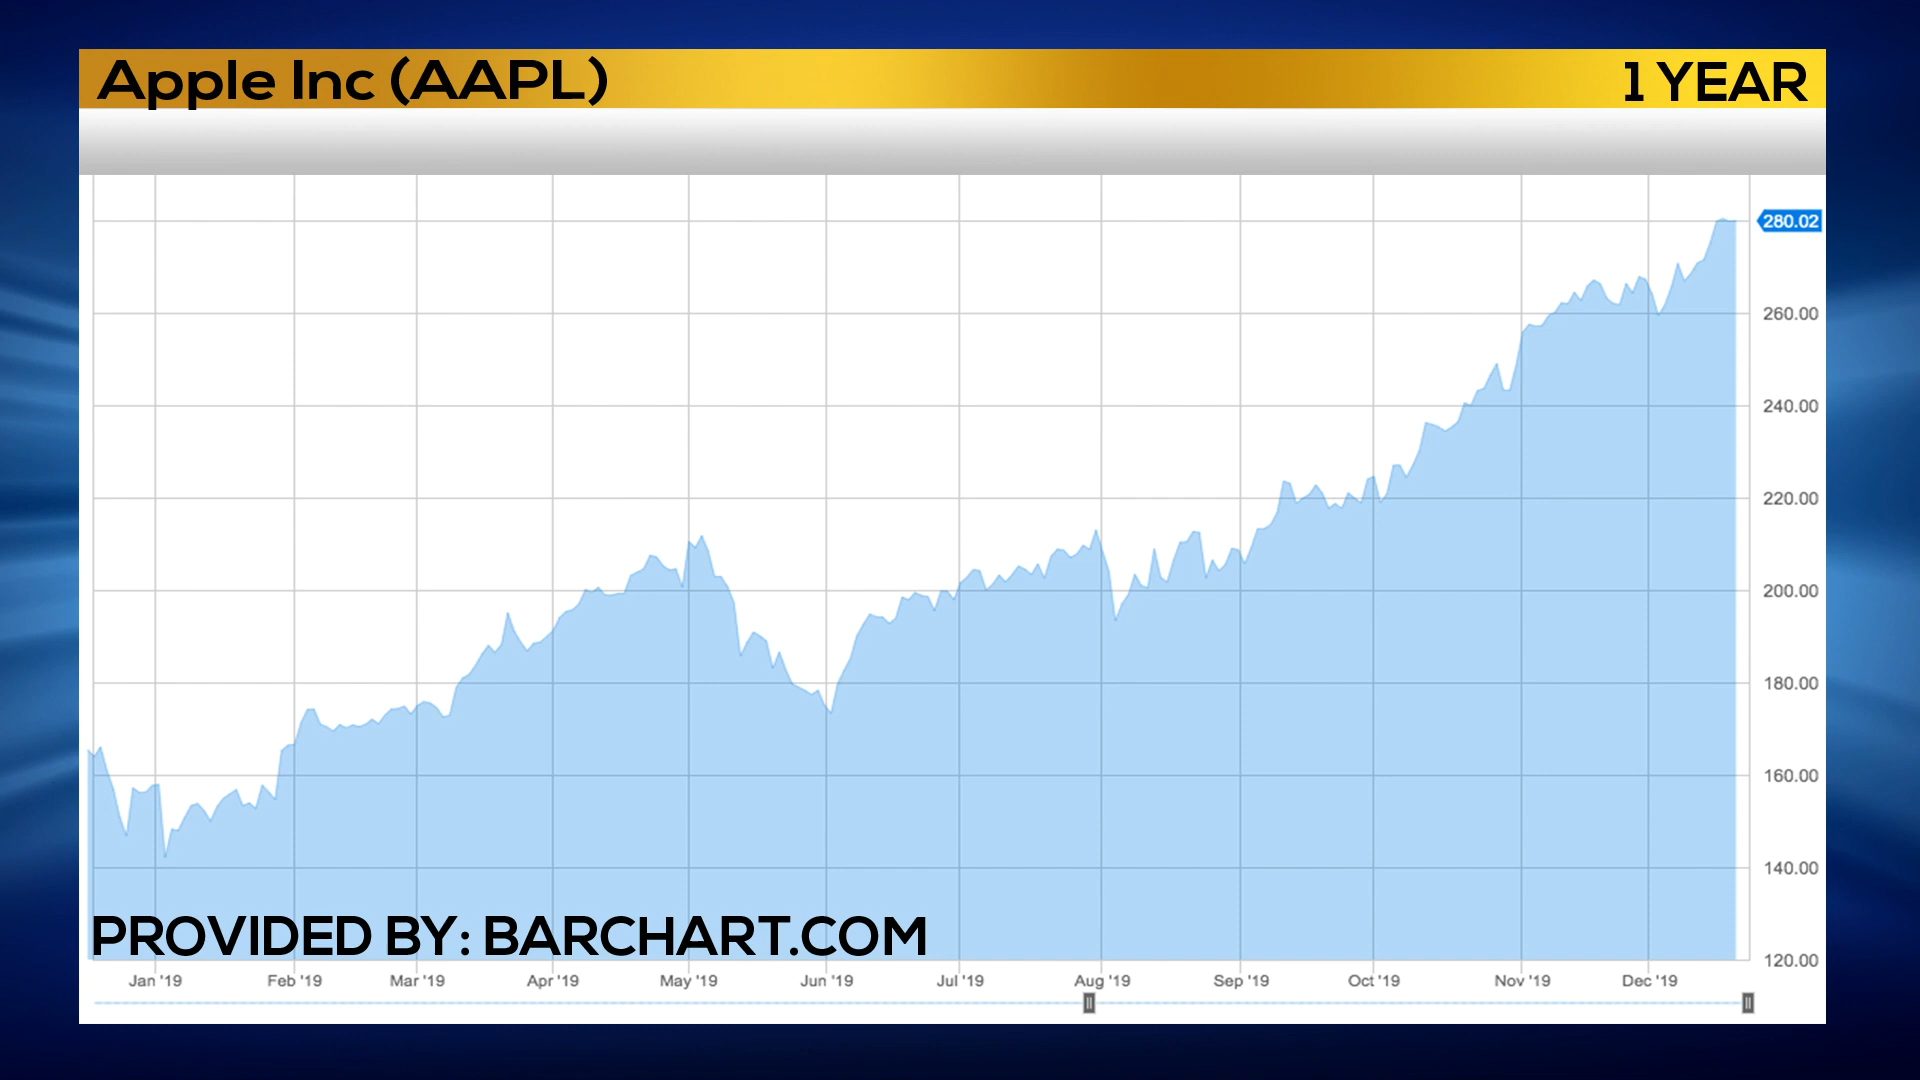 Apple Inc (AAPL)
1 YEAR
280.02
260.00
240.00
220.00
200.00
180.00
160.00
140.00
120.00
PROVIDED BY: BARCHART.COM
Jan '19 Feb '19 Mar '19 Apr '19 May '19 Jun '19 Jul '19 Aug '19 Sep '19 Oct '19 Nov '19 Dec '19